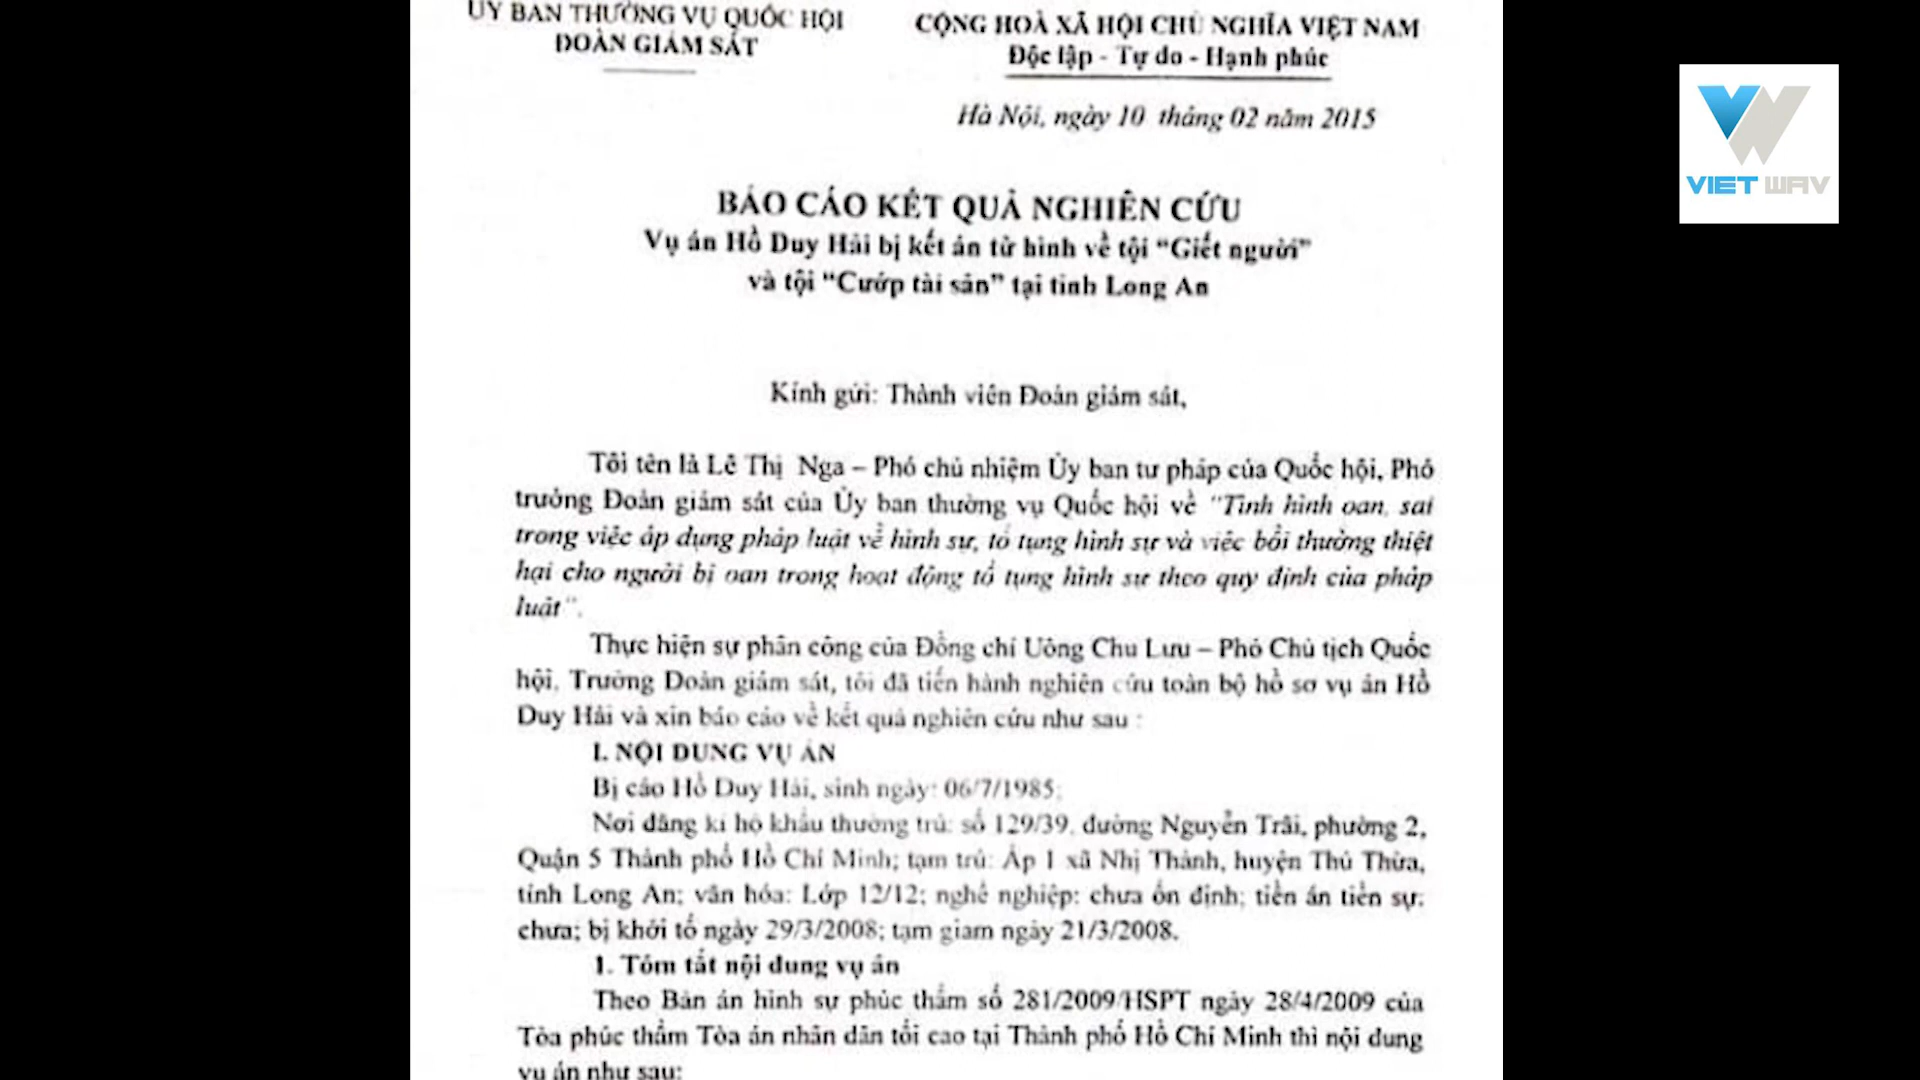 ỦY BAN THƯỜNG VỤ QUỐC HỘI
ĐOÀN GIÁM SÁT
CỘNG HOÀ XÃ HỘI CHỦ NGHĨA VIỆT NAM
Độc lập - Tự do - Hạnh phúc
Hà Nội, ngày 10 tháng 02 năm 2015
VIET WAV
BÁO CÁO KẾT QUẢ NGHIÊN CỨU
Vụ án Hồ Duy Hải bị kết án tử hình về tội “Giết người”
và tội “Cướp tài sản” tại tỉnh Long An
Kính gửi: Thành viên Đoàn giám sát,
Tôi tên là Lê Thị Nga – Phó chủ nhiệm Ủy ban tư pháp của Quốc hội, Phó
trưởng Đoàn giám sát của Ủy ban thường vụ Quốc hội về "Tình hình oan, sai
trong việc áp dụng pháp luật về hình sự, tố tụng hình sự và việc bồi thường thiệt
hại cho người bị oan trong hoạt động tố tụng hình sự theo quy định của pháp
luật".
Thực hiện sự phân công của Đồng chí Uông Chu Lưu – Phó Chủ tịch Quốc
hội, Trưởng Đoàn giám sát, tôi đã tiến hành nghiên cứu toàn bộ hồ sơ vụ án Hồ
Duy Hải và xin báo cáo về kết quả nghiên cứu như sau :
I. NỘI DUNG VỤ ÁN
Bị cáo Hồ Duy Hải, sinh ngày: 06/7/1985;
Nơi đăng kí hộ khẩu thường trú: số 129/39, đường Nguyễn Trãi, phường 2,
Quận 5 Thành phố Hồ Chí Minh; tạm trú: Ấp 1 xã Nhị Thành, huyện Thủ Thừa,
tỉnh Long An; văn hóa: Lớp 12/12; nghề nghiệp: chưa ổn định; tiền án tiền sự:
chưa; bị khởi tố ngày 29/3/2008; tạm giam ngày 21/3/2008.
1. Tóm tắt nội dung vụ án
Theo Bản án hình sự phúc thẩm số 281/2009/HSPT ngày 28/4/2009 của
Tòa phúc thẩm Tòa án nhân dân tối cao tại Thành phố Hồ Chí Minh thì nội dung
vụ án như sau: